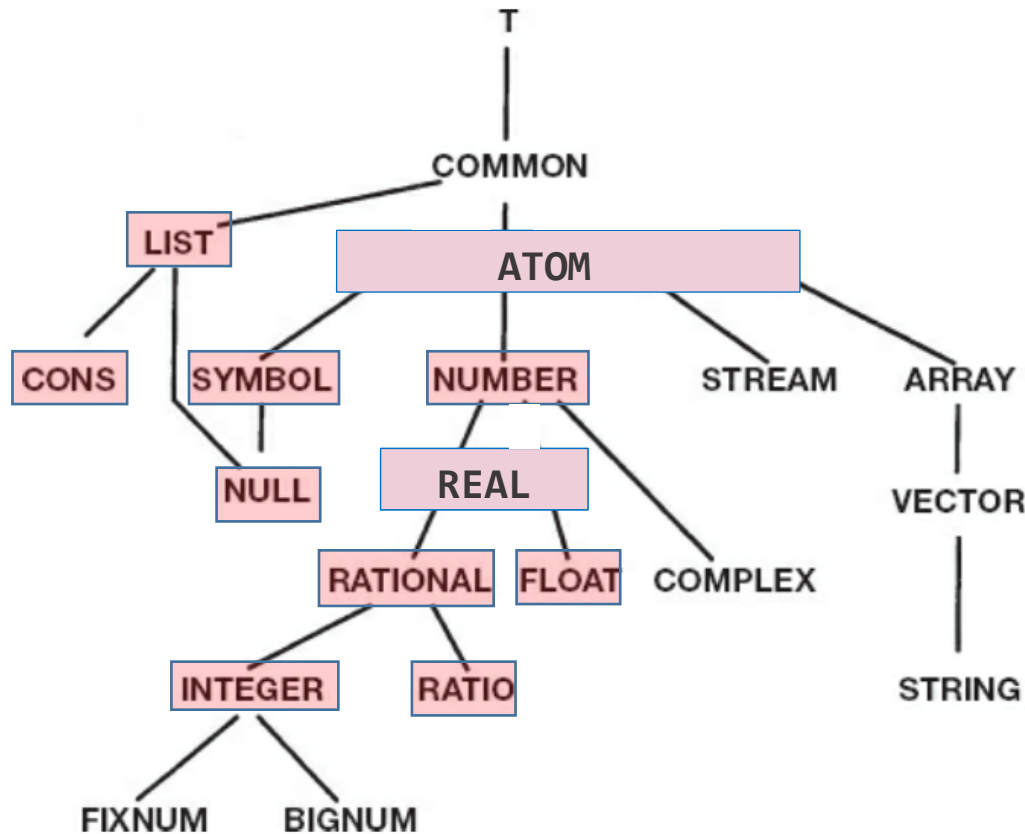 T
COMMON
LIST
ATOM
CONS SYMBOL NUMBER STREAM ARRAY
NULL REAL VECTOR
RATIONAL FLOAT COMPLEX
INTEGER RATIO STRING
FIXNUM BIGNUM